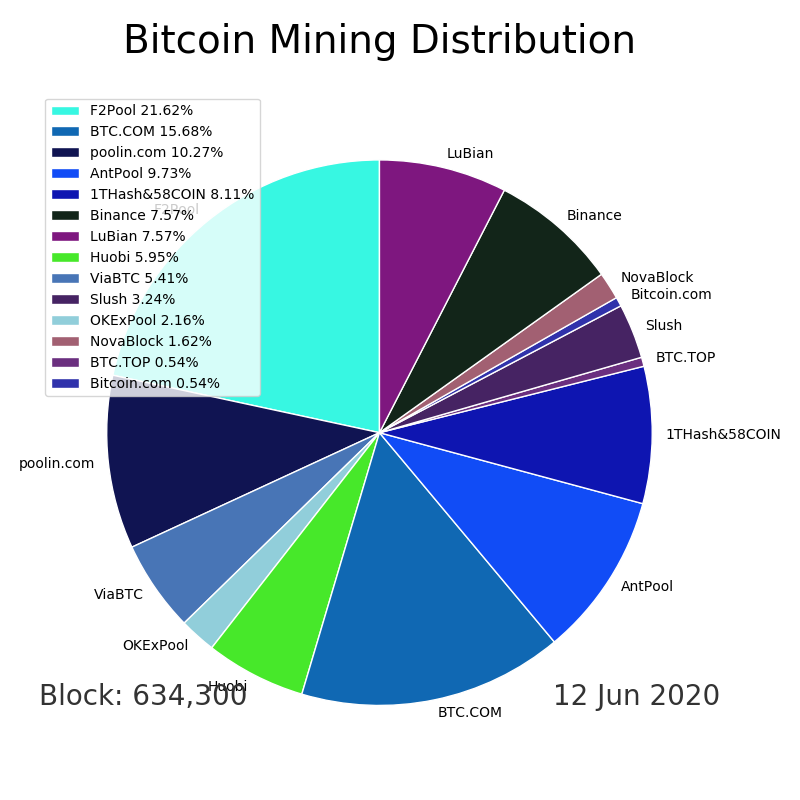 Bitcoin Mining Distribution
F2Pool 21.62%
BTC.COM 15.68%
poolin.com 10.27%
AntPool 9.73%
1THash&58COIN 8.11%
Binance 7.57%
LuBian 7.57%
Huobi 5.95%
ViaBTC 5.41%
Slush 3.24%
OKExPool 2.16%
NovaBlock 1.62%
BTC.TOP 0.54%
Bitcoin.com 0.54%
F2Pool
LuBian
Binance
NovaBlock
Bitcoin.com
Slush
BTC.TOP
1THash&58COIN
poolin.com
AntPool
ViaBTC
OKExPool
Huobi
BTC.COM
Block: 634,300
12 Jun 2020